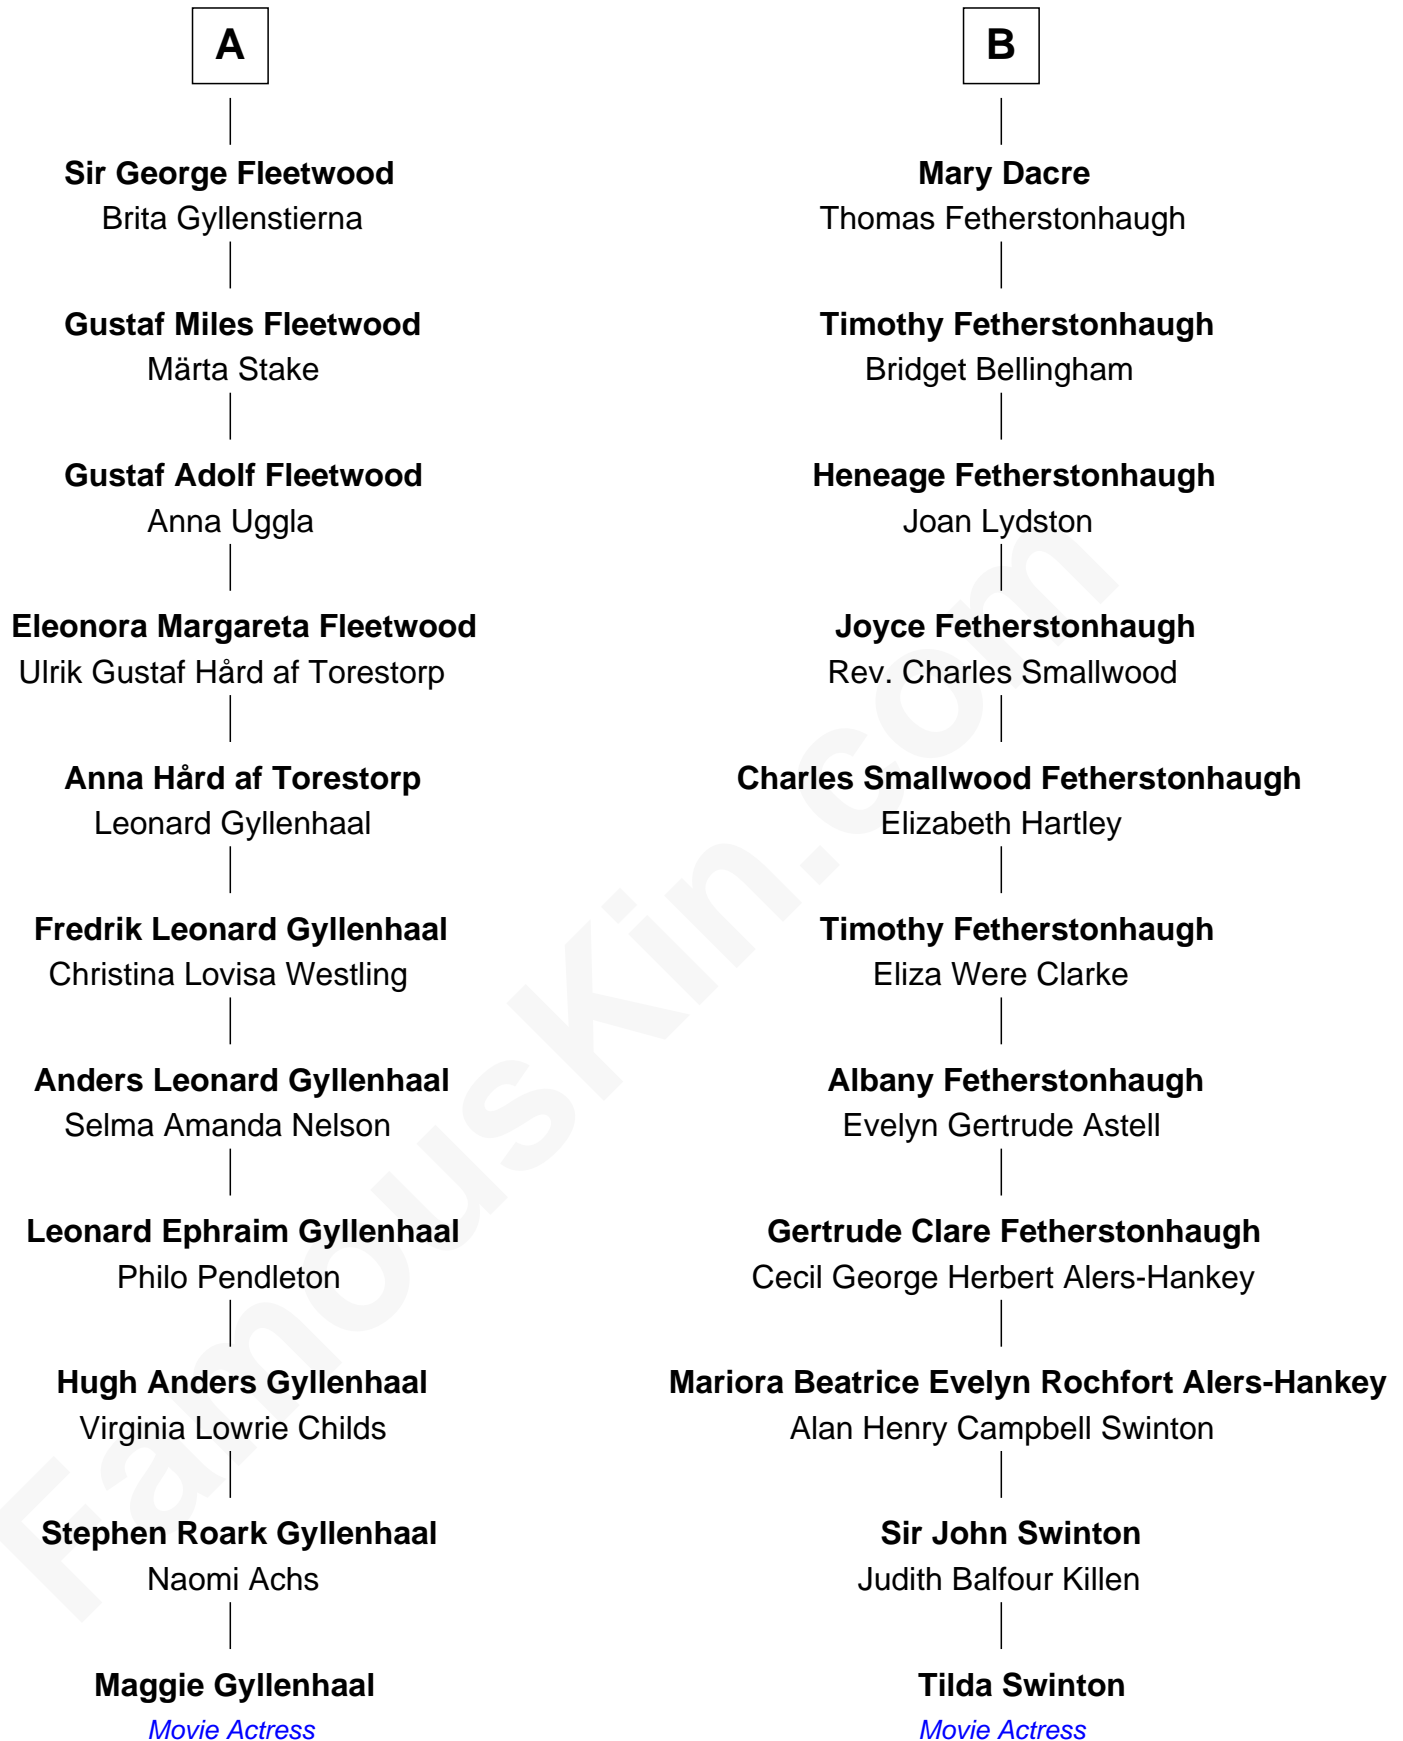 A
Sir George Fleetwood
Brita Gyllenstierna
Gustaf Miles Fleetwood
Märta Stake
Gustaf Adolf Fleetwood
Anna Uggla
Eleonora Margareta Fleetwood
Ulrik Gustaf Hård af Torestorp
Anna Hård af Torestorp
Leonard Gyllenhaal
Fredrik Leonard Gyllenhaal
Christina Lovisa Westling
Anders Leonard Gyllenhaal
Selma Amanda Nelson
Leonard Ephraim Gyllenhaal
Philo Pendleton
Hugh Anders Gyllenhaal
Virginia Lowrie Childs
Stephen Roark Gyllenhaal
Naomi Achs
Maggie Gyllenhaal
Movie Actress
B
Mary Dacre
Thomas Fetherstonhaugh
Timothy Fetherstonhaugh
Bridget Bellingham
Heneage Fetherstonhaugh
Joan Lydston
Joyce Fetherstonhaugh
Rev. Charles Smallwood
Charles Smallwood Fetherstonhaugh
Elizabeth Hartley
Timothy Fetherstonhaugh
Eliza Were Clarke
Albany Fetherstonhaugh
Evelyn Gertrude Astell
Gertrude Clare Fetherstonhaugh
Cecil George Herbert Alers-Hankey
Mariora Beatrice Evelyn Rochfort Alers-Hankey
Alan Henry Campbell Swinton
Sir John Swinton
Judith Balfour Killen
Tilda Swinton
Movie Actress
FamousKin.com